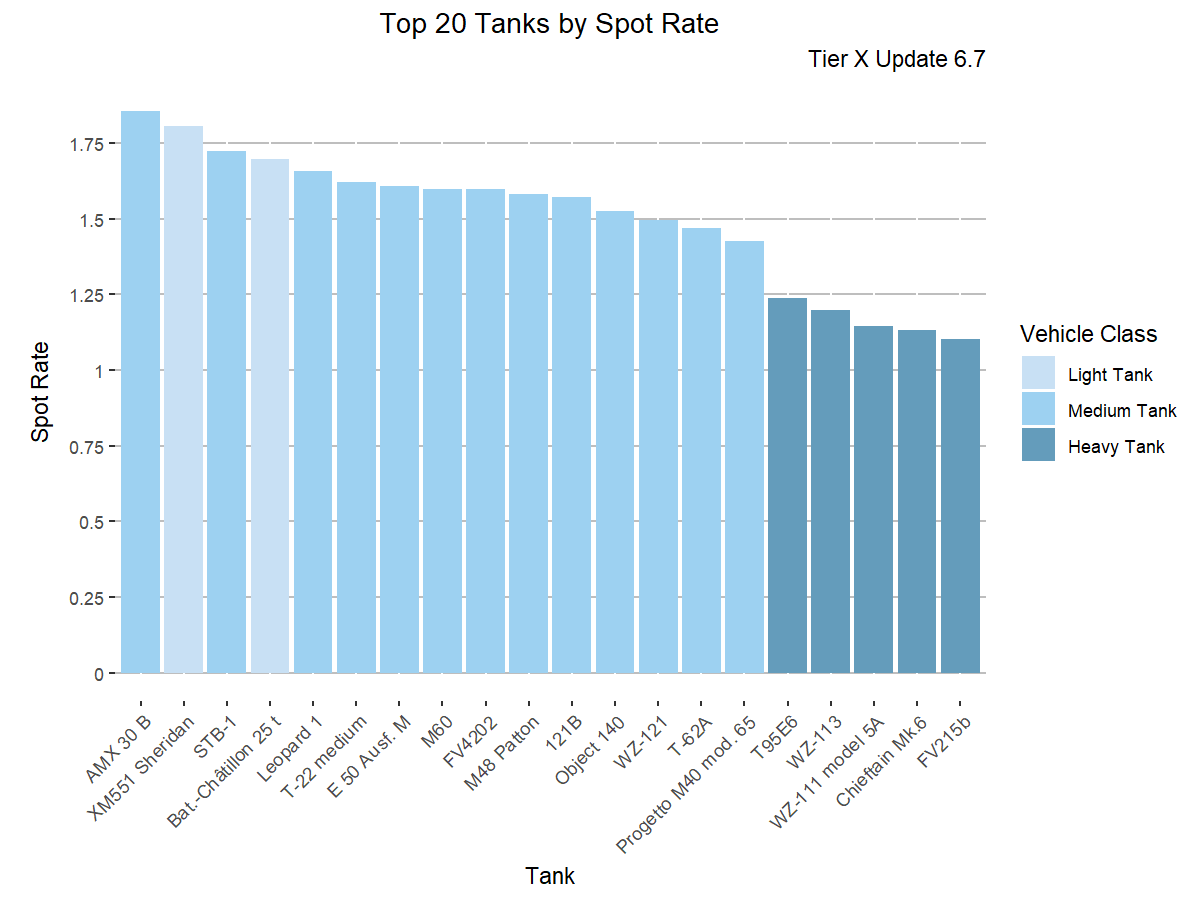 Top 20 Tanks by Spot Rate
Tier X Update 6.7
Spot Rate
1.75
1.5
1.25
1
0.75
0.5
0.25
0
AMX 30 B
XM551 Sheridan
STB-1
Bat.-Châtillon 25 t
Leopard 1
T-22 medium
E 50 Ausf. M
M60
FV4202
M48 Patton
121B
Object 140
WZ-121
T-62A
Progetto M40 mod. 65
T95E6
WZ-113
WZ-111 model 5A
Chieftain Mk.6
FV215b
Tank
Vehicle Class
Light Tank
Medium Tank
Heavy Tank